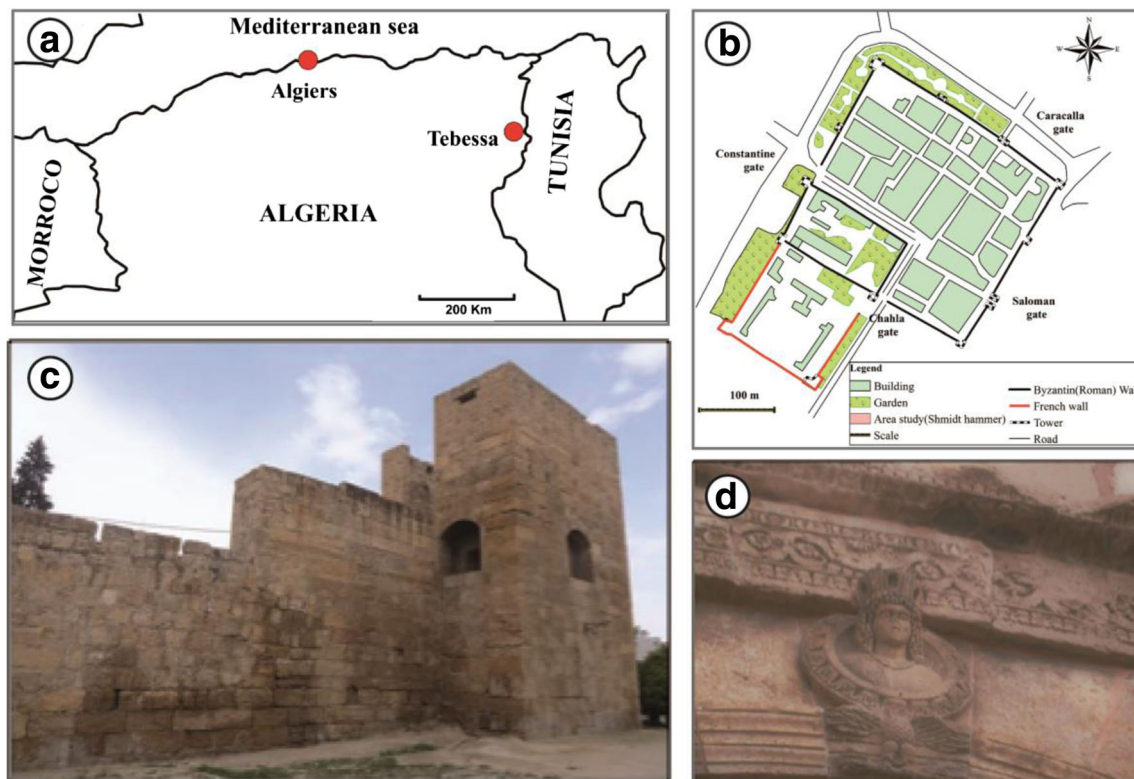 a
Mediterranean sea
Algiers
Tebessa
TUNISIA
ALGERIA
MORROCO
200 Km
b
N
W
E
S
Caracalla
gate
Constantine
gate
Saloman
gate
Chahla
gate
100 m
Legend
Building
Garden
Area study(Shmidt hammer)
Scale
Byzantin(Roman) Wa
French wall
Tower
Road
c
d